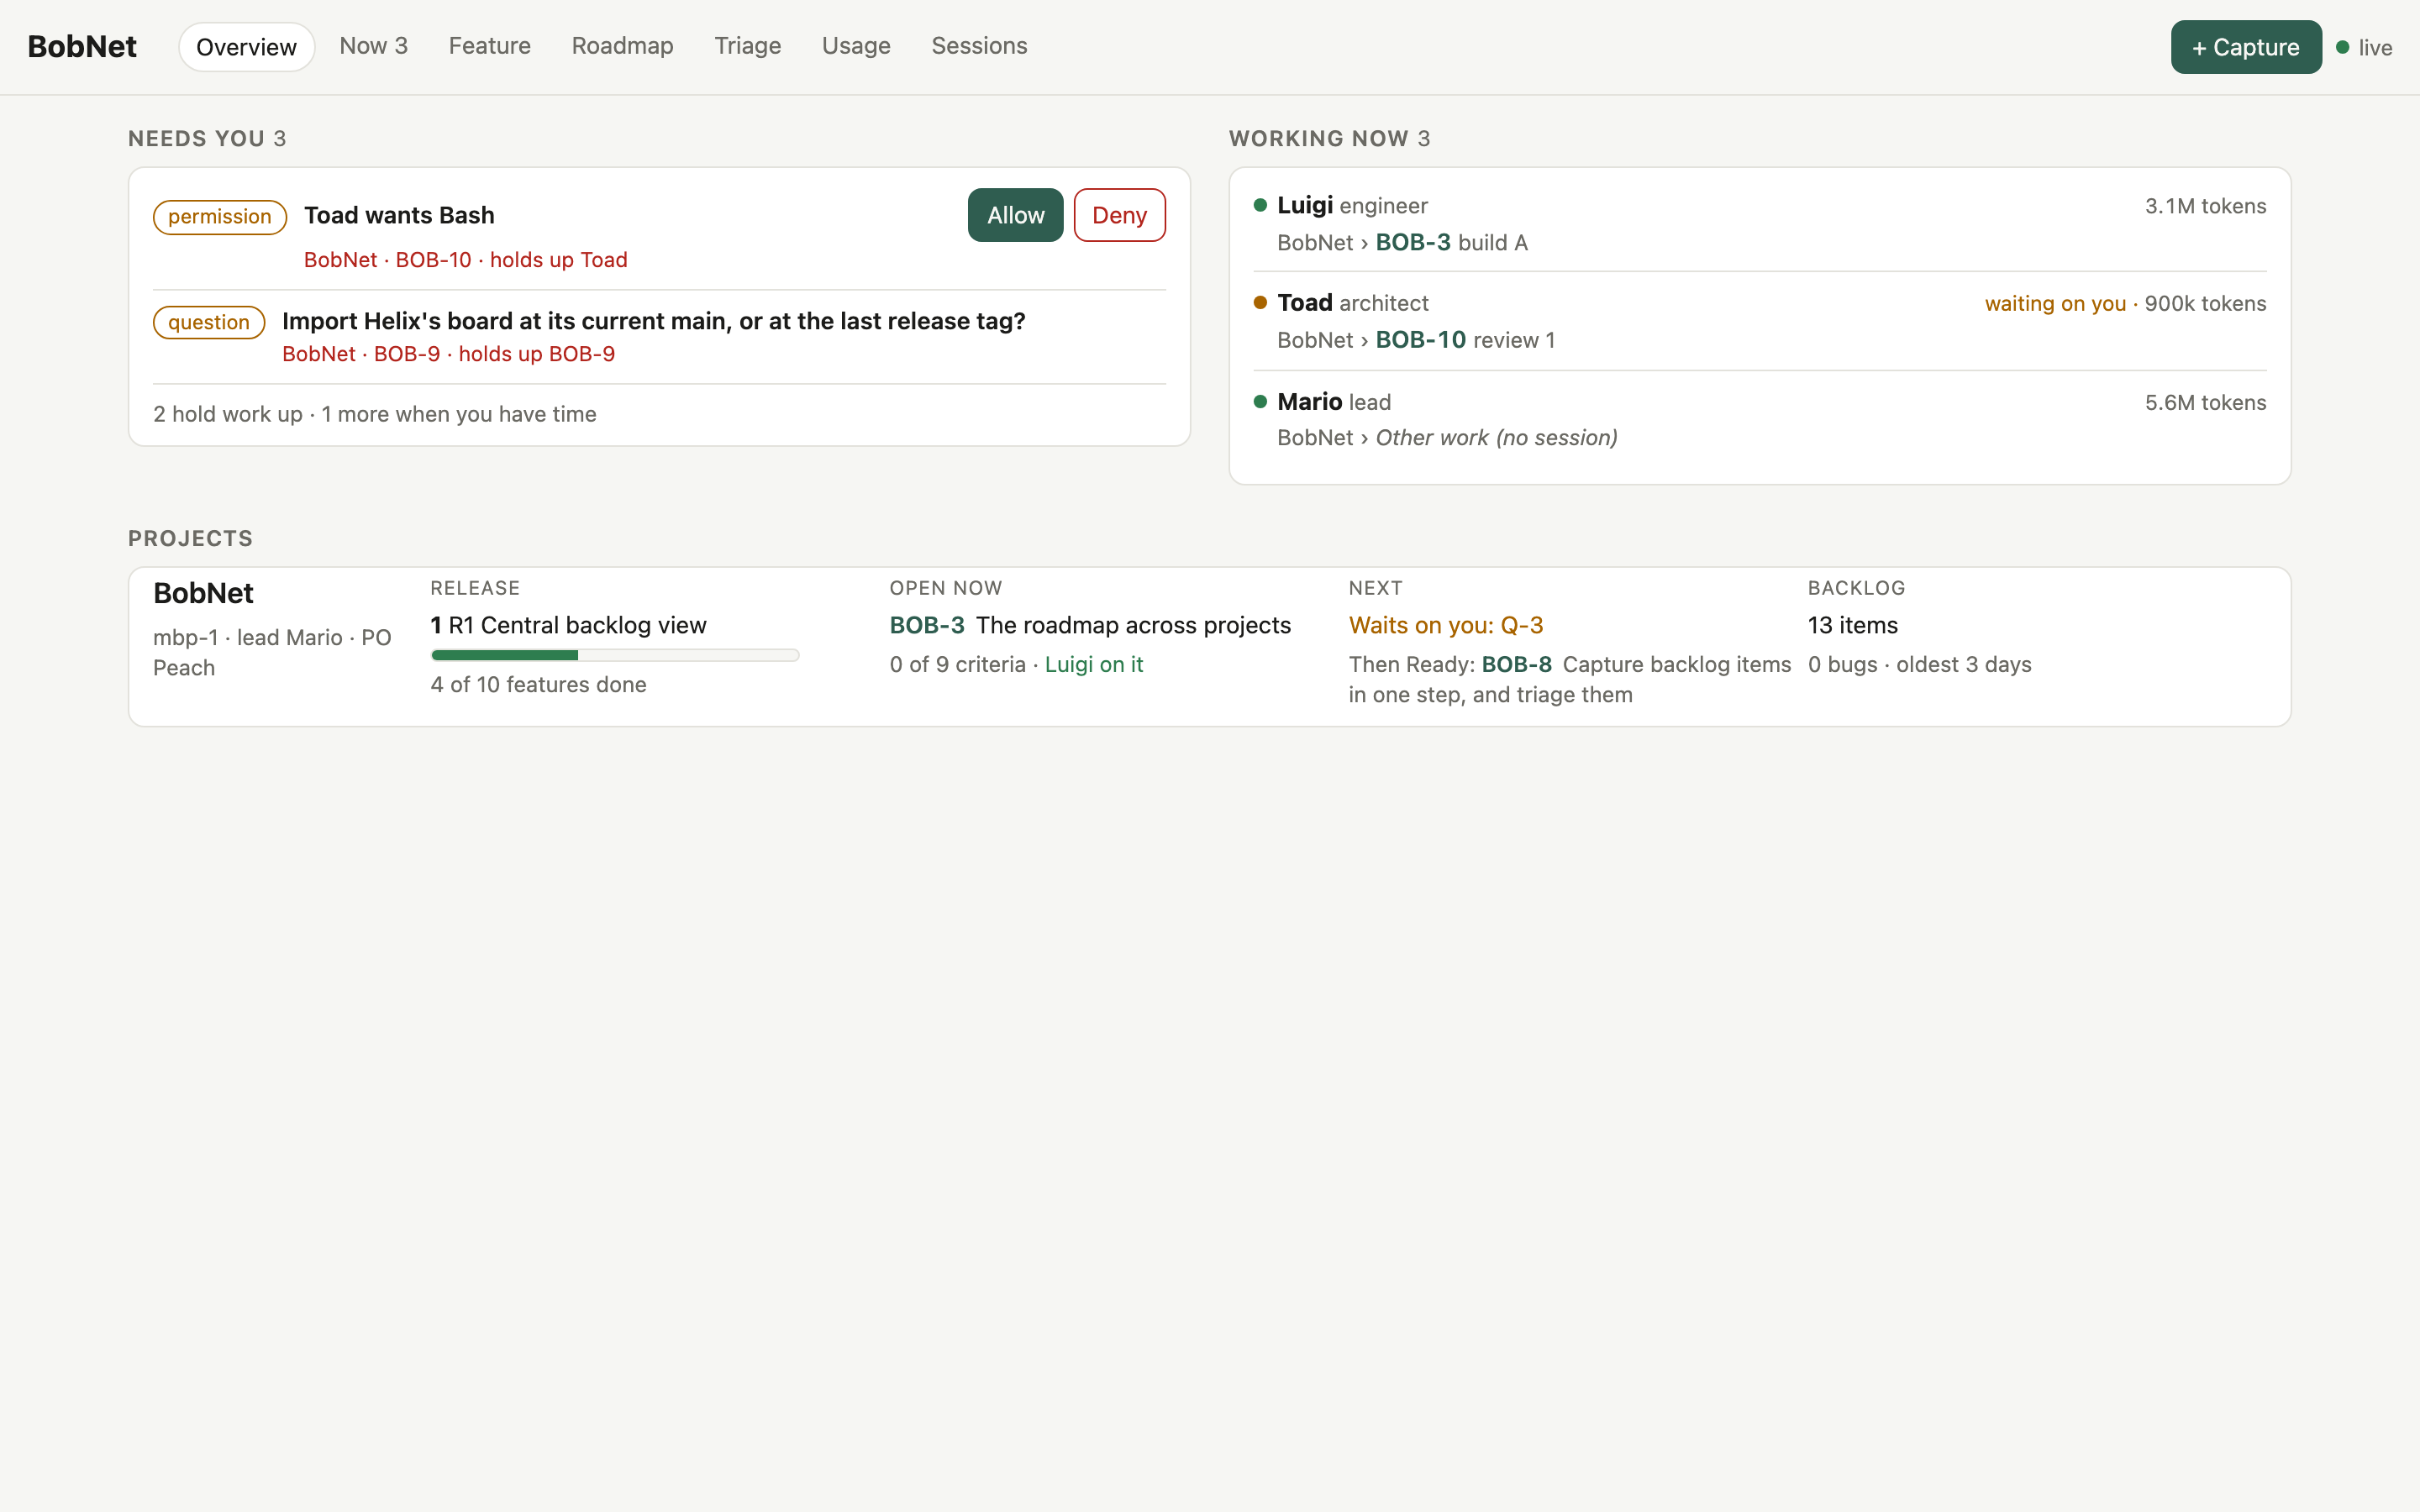 BobNet
Overview
Now 3
Feature
Roadmap
Triage
Usage
Sessions
+ Capture
live
NEEDS YOU 3
permission
Toad wants Bash
Allow
Deny
BobNet · BOB-10 · holds up Toad
question
Import Helix's board at its current main, or at the last release tag?
BobNet · BOB-9 · holds up BOB-9
2 hold work up · 1 more when you have time
WORKING NOW 3
Luigi engineer
3.1M tokens
BobNet › BOB-3 build A
Toad architect
waiting on you · 900k tokens
BobNet › BOB-10 review 1
Mario lead
5.6M tokens
BobNet › Other work (no session)
PROJECTS
BobNet
mbp-1 · lead Mario · PO
Peach
RELEASE
1 R1 Central backlog view
4 of 10 features done
OPEN NOW
BOB-3 The roadmap across projects
0 of 9 criteria · Luigi on it
NEXT
Waits on you: Q-3
Then Ready: BOB-8 Capture backlog items
in one step, and triage them
BACKLOG
13 items
0 bugs · oldest 3 days